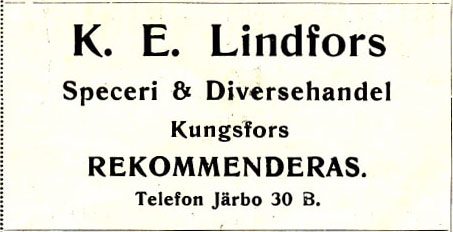 K. E. Lindfors
Speceri & Diversehandel
Kungsfors
REKOMMENDERAS.
Telefon Järbo 30 B.